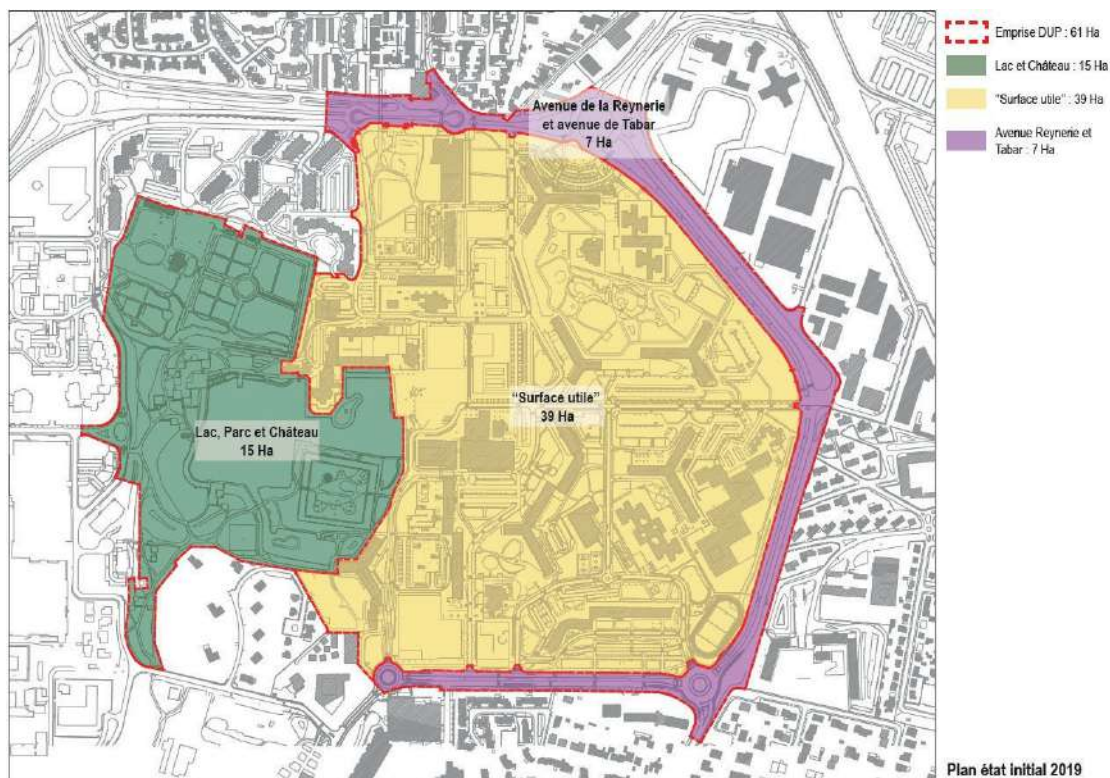 Emprise DUP : 61 Ha
Lac et Château : 15 Ha
"Surface utile" : 39 Ha
Avenue Reynerie et
Tabar : 7 Ha
Avenue de la Reynerie
et avenue de Tabar
7 Ha
"Surface utile"
39 Ha
Lac, Parc et Château
15 Ha
Plan état initial 2019